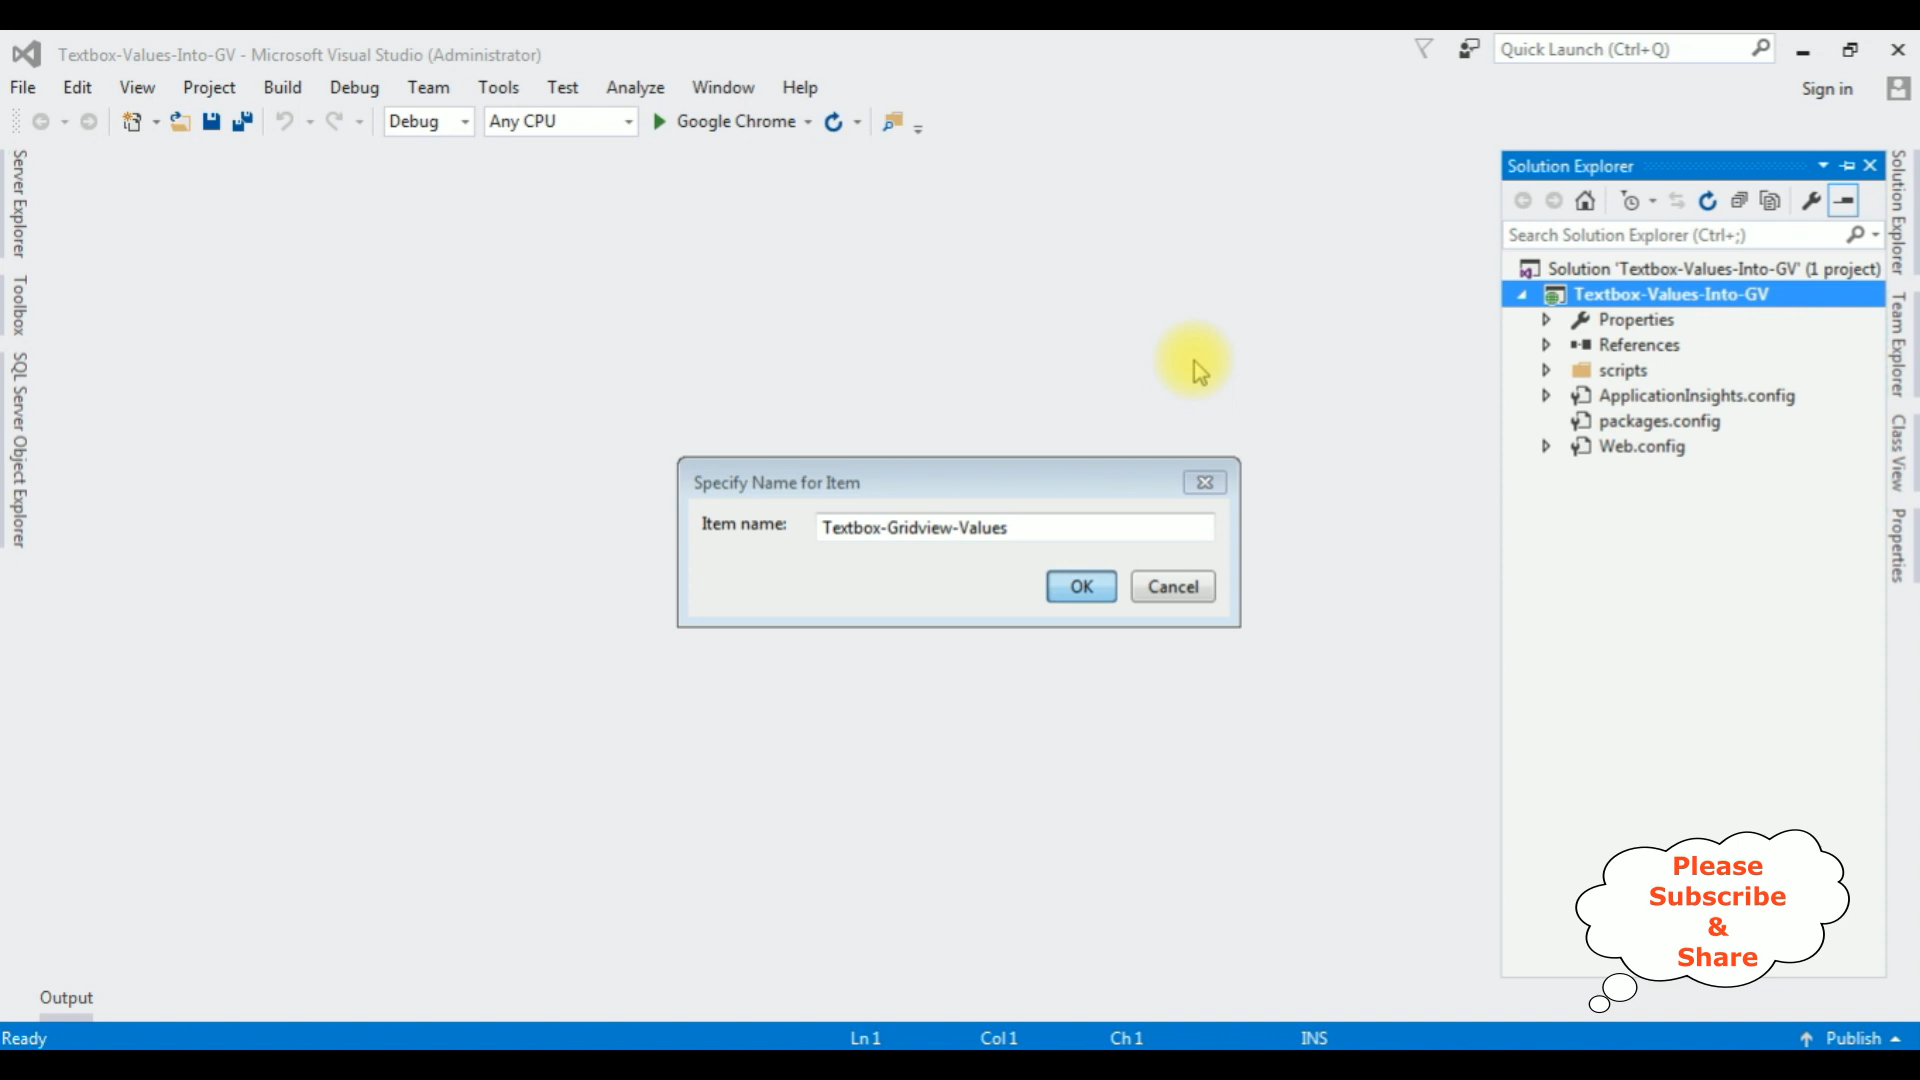 Textbox-Values-Into-GV - Microsoft Visual Studio (Administrator)
Quick Launch (Ctrl+Q)
File Edit View Project Build Debug Team Tools Test Analyze Window Help
Sign in
Debug Any CPU Google Chrome
Server Explorer
Toolbox
SQL Server Object Explorer
Solution Explorer
Search Solution Explorer (Ctrl+;)
Solution 'Textbox-Values-Into-GV' (1 project)
Textbox-Values-Into-GV
Properties
References
scripts
ApplicationInsights.config
packages.config
Web.config
Solution Explorer
Team Explorer
Class View
Properties
Specify Name for Item
Item name: Textbox-Gridview-Values
OK Cancel
Please
Subscribe
&
Share
Output
Ready Ln 1 Col 1 Ch 1 INS Publish